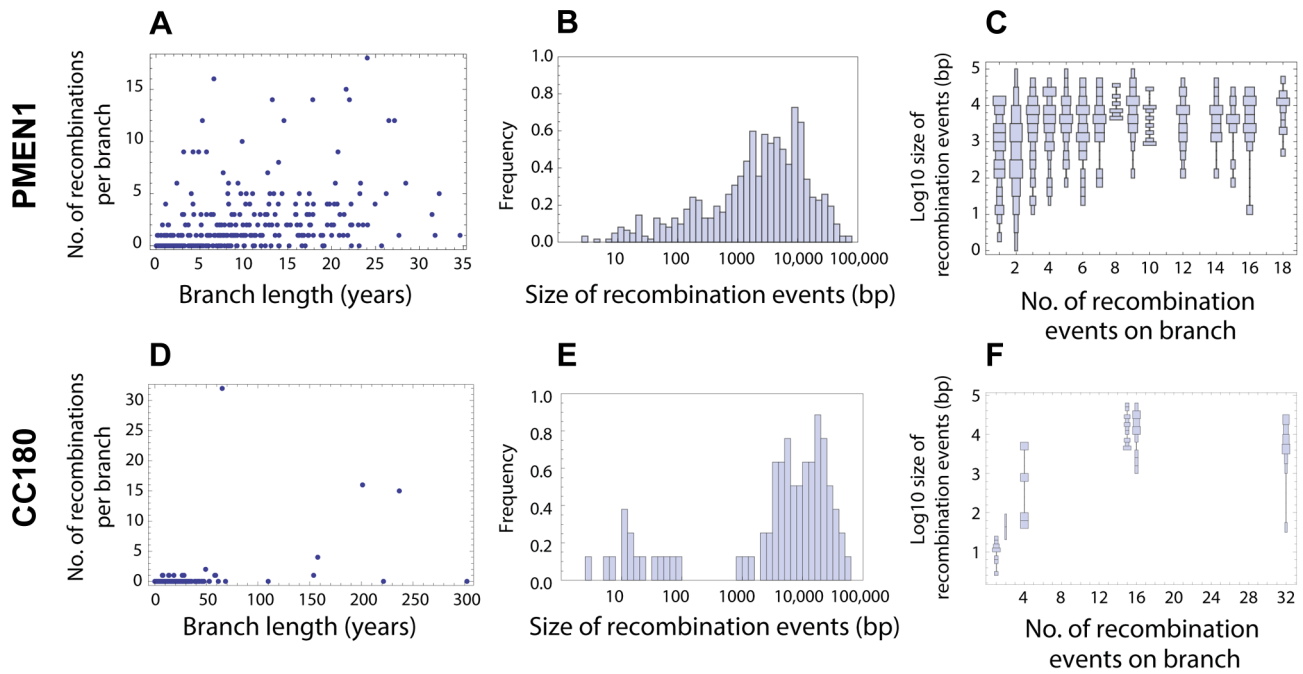 PMEN1
A
No. of recombinations
per branch
15
10
5
0
0 5 10 15 20 25 30 35
Branch length (years)
B
Frequency
1.0
0.8
0.6
0.4
0.2
0.0
10 100 1000 10,000 100,000
Size of recombination events (bp)
C
Log10 size of
recombination events (bp)
5
4
3
2
1
0
2 4 6 8 10 12 14 16 18
No. of recombination
events on branch
CC180
D
No. of recombinations
per branch
30
25
20
15
10
5
0
0 50 100 150 200 250 300
Branch length (years)
E
Frequency
1.0
0.8
0.6
0.4
0.2
0.0
10 100 1000 10,000 100,000
Size of recombination events (bp)
F
Log10 size of
recombination events (bp)
5
4
3
2
1
4 8 12 16 20 24 28 32
No. of recombination
events on branch